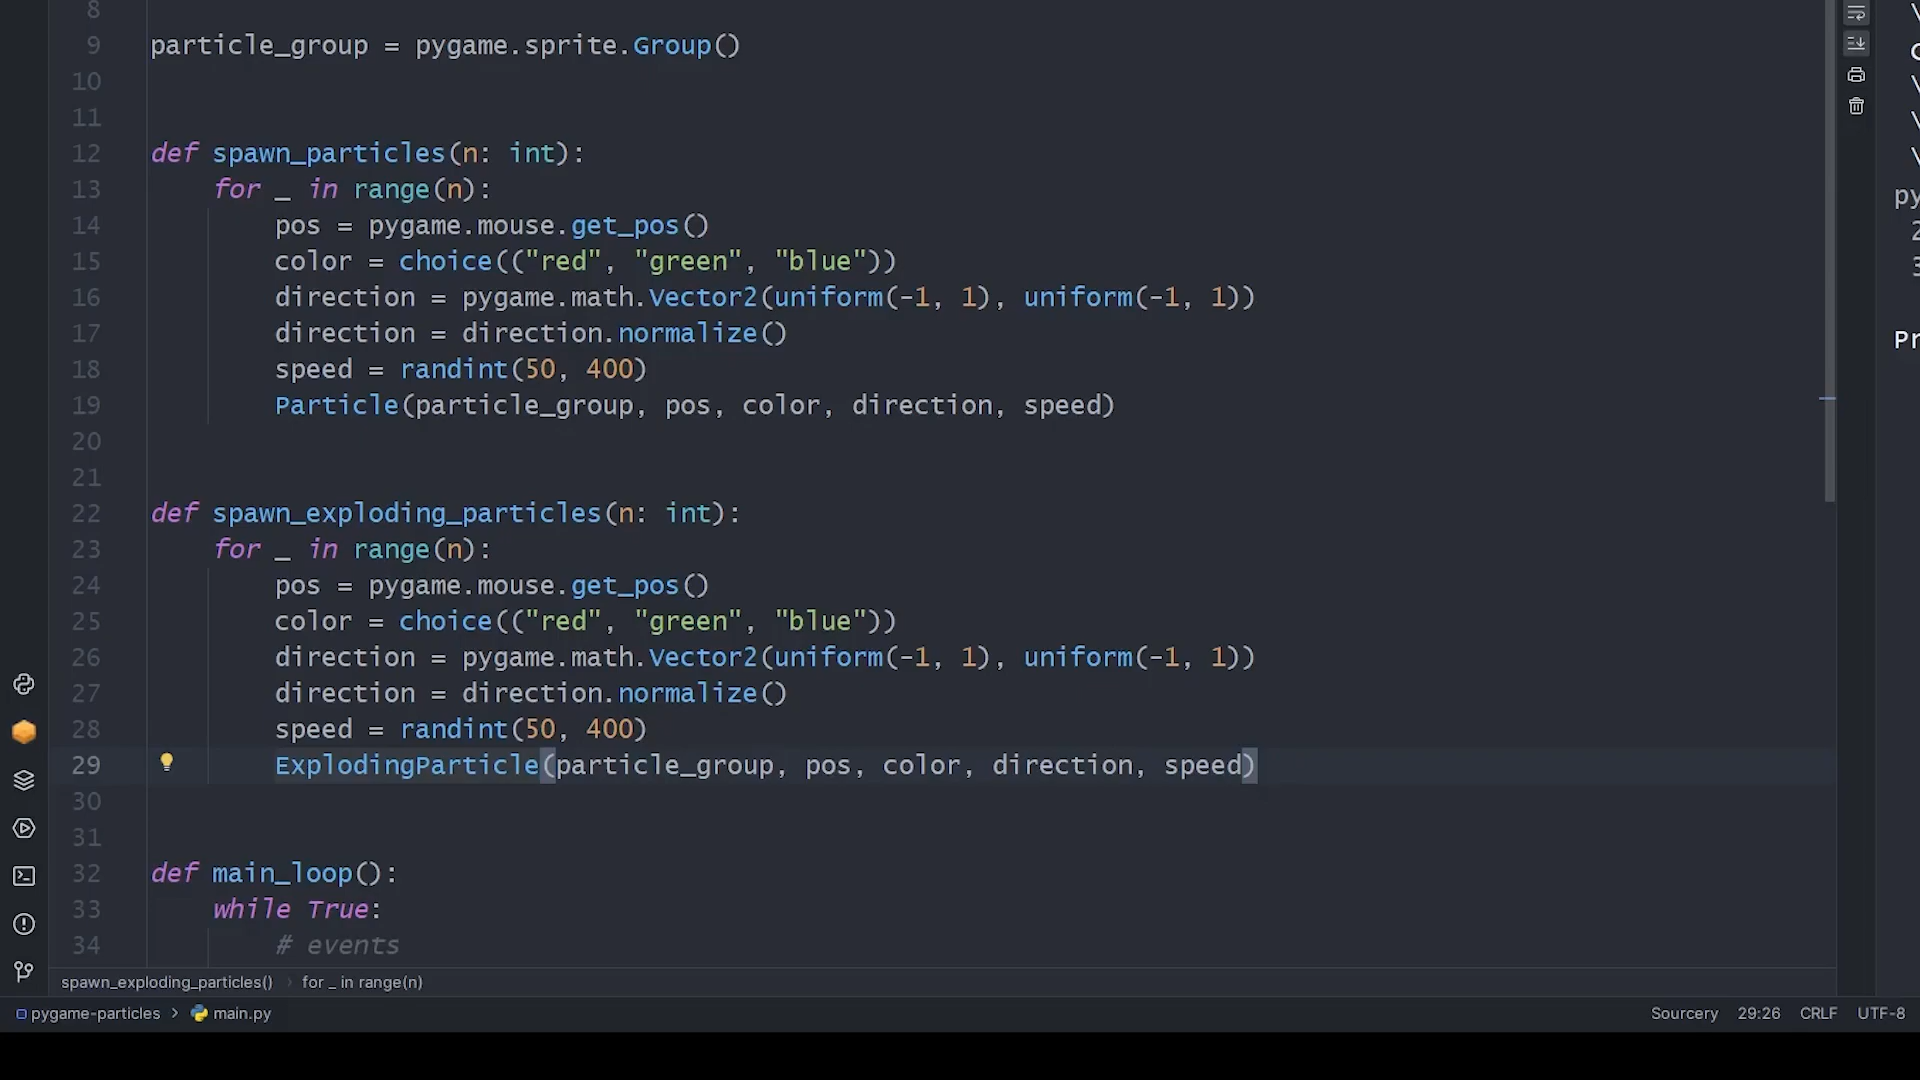 8
9 particle_group = pygame.sprite.Group()
10
11
12 def spawn_particles(n: int):
13     for _ in range(n):
14         pos = pygame.mouse.get_pos()
15         color = choice(("red", "green", "blue"))
16         direction = pygame.math.Vector2(uniform(-1, 1), uniform(-1, 1))
17         direction = direction.normalize()
18         speed = randint(50, 400)
19         Particle(particle_group, pos, color, direction, speed)
20
21
22 def spawn_exploding_particles(n: int):
23     for _ in range(n):
24         pos = pygame.mouse.get_pos()
25         color = choice(("red", "green", "blue"))
26         direction = pygame.math.Vector2(uniform(-1, 1), uniform(-1, 1))
27         direction = direction.normalize()
28         speed = randint(50, 400)
29         ExplodingParticle(particle_group, pos, color, direction, speed)
30
31
32 def main_loop():
33     while True:
34         # events
py
Pr
spawn_exploding_particles() › for _ in range(n)
pygame-particles › main.py
Sourcery 29:26 CRLF UTF-8